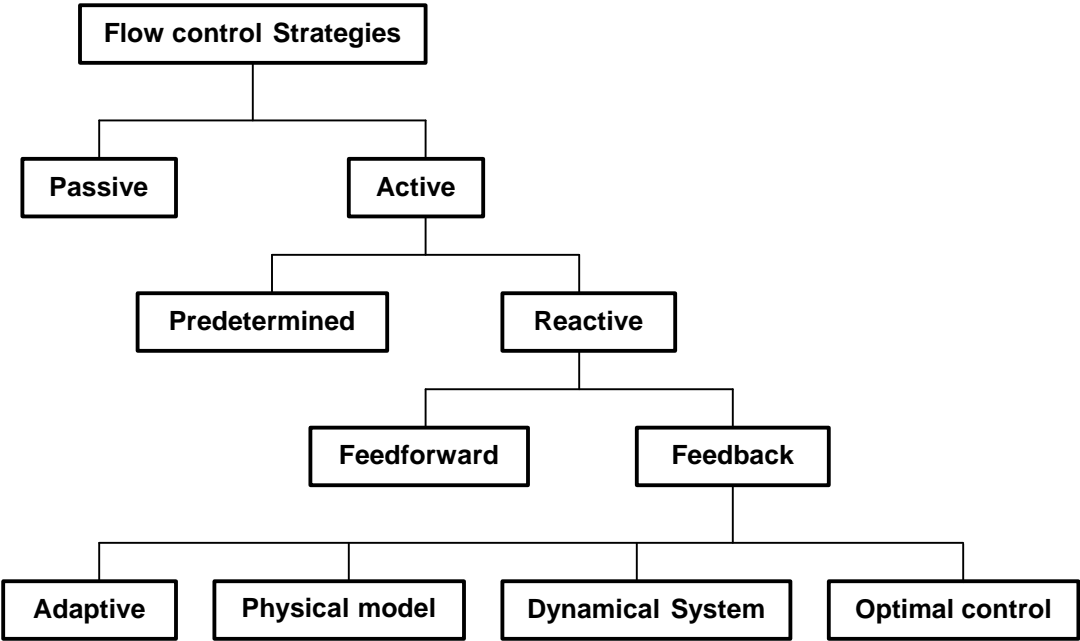 Flow control Strategies
Passive
Active
Predetermined
Reactive
Feedforward
Feedback
Adaptive
Physical model
Dynamical System
Optimal control